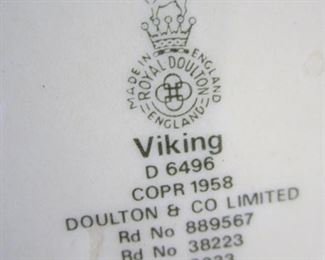 MADE IN ENGLAND
ROYAL DOULTON
ENGLAND
Viking
D 6496
COPR 1958
DOULTON & CO LIMITED
Rd No 889567
Rd No 38223